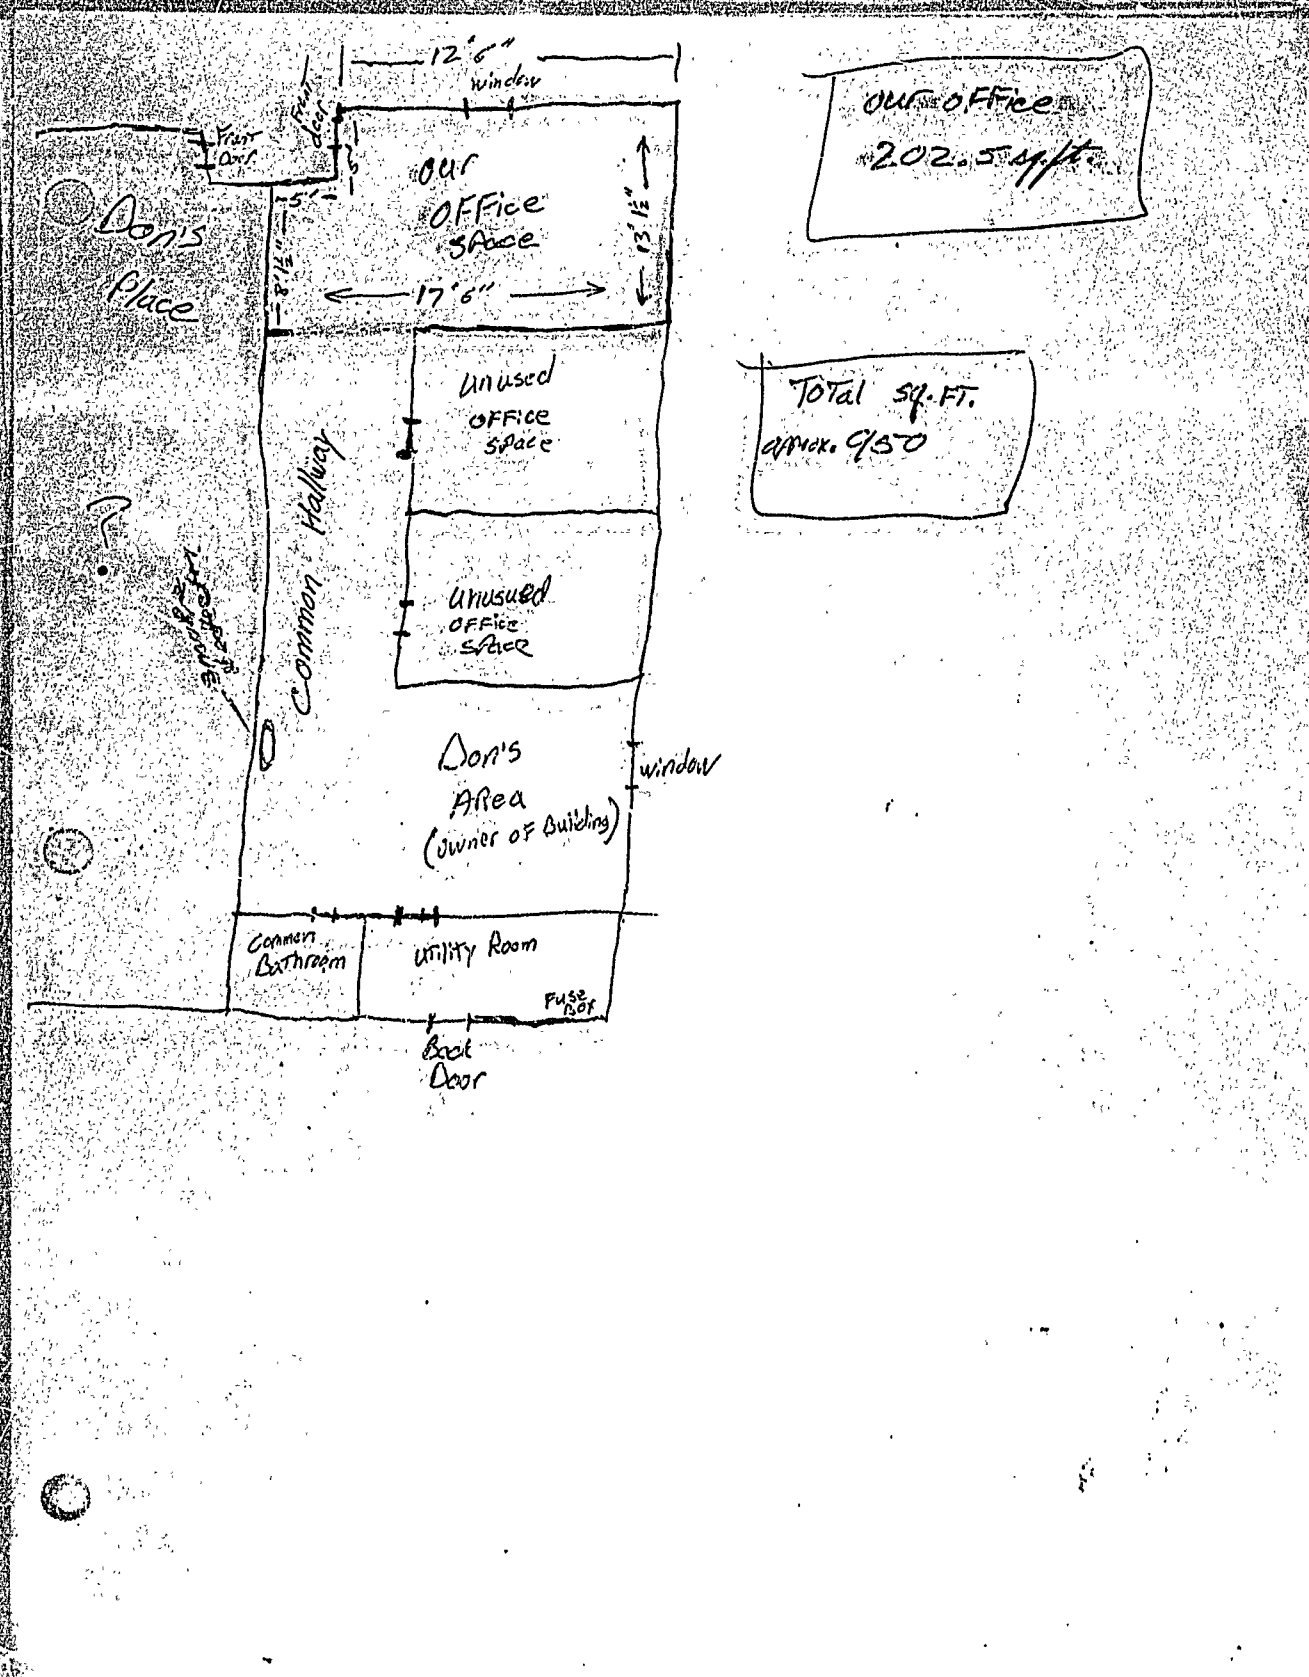 12'6"
window
Front
door
Front
Door
5'
5'
our
office
space
13'1½"
8'1½"
17'6"
our office
202.5 sq.ft.
Don's
Place
?
Unused
office
space
Total sq.FT.
approx. 950
Common Hallway
Unusued
office
space
Don's
Area
(owner of Building)
window
Common
Bathroom
Utility Room
Fuse
Box
Back
Door